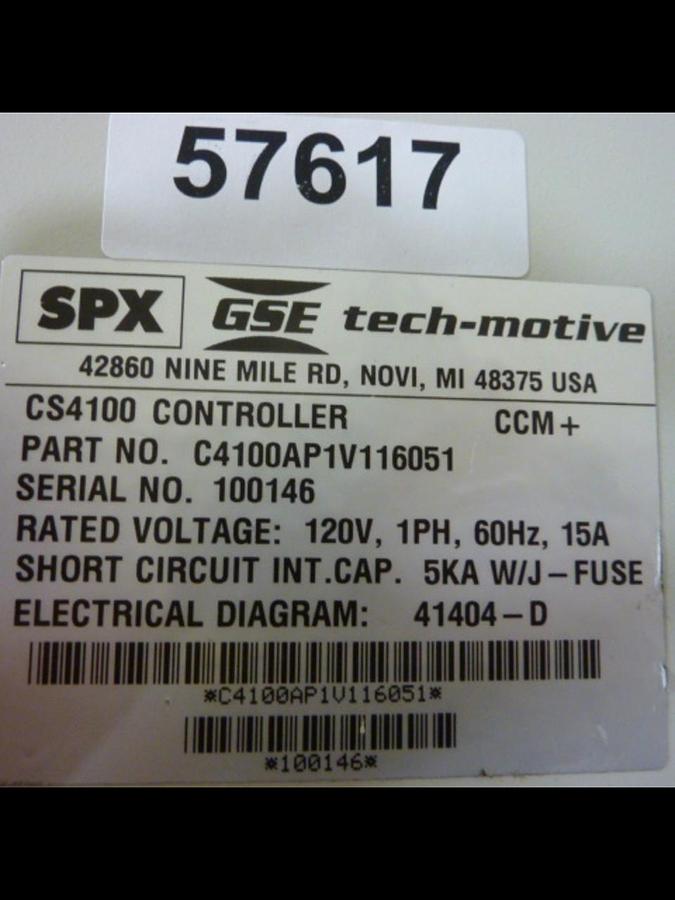 57617
SPX GSE tech-motive
42860 NINE MILE RD, NOVI, MI 48375 USA
CS4100 CONTROLLER CCM+
PART NO. C4100AP1V116051
SERIAL NO. 100146
RATED VOLTAGE: 120V, 1PH, 60Hz, 15A
SHORT CIRCUIT INT.CAP. 5KA W/J-FUSE
ELECTRICAL DIAGRAM: 41404-D
*C4100AP1V116051*
*100146*